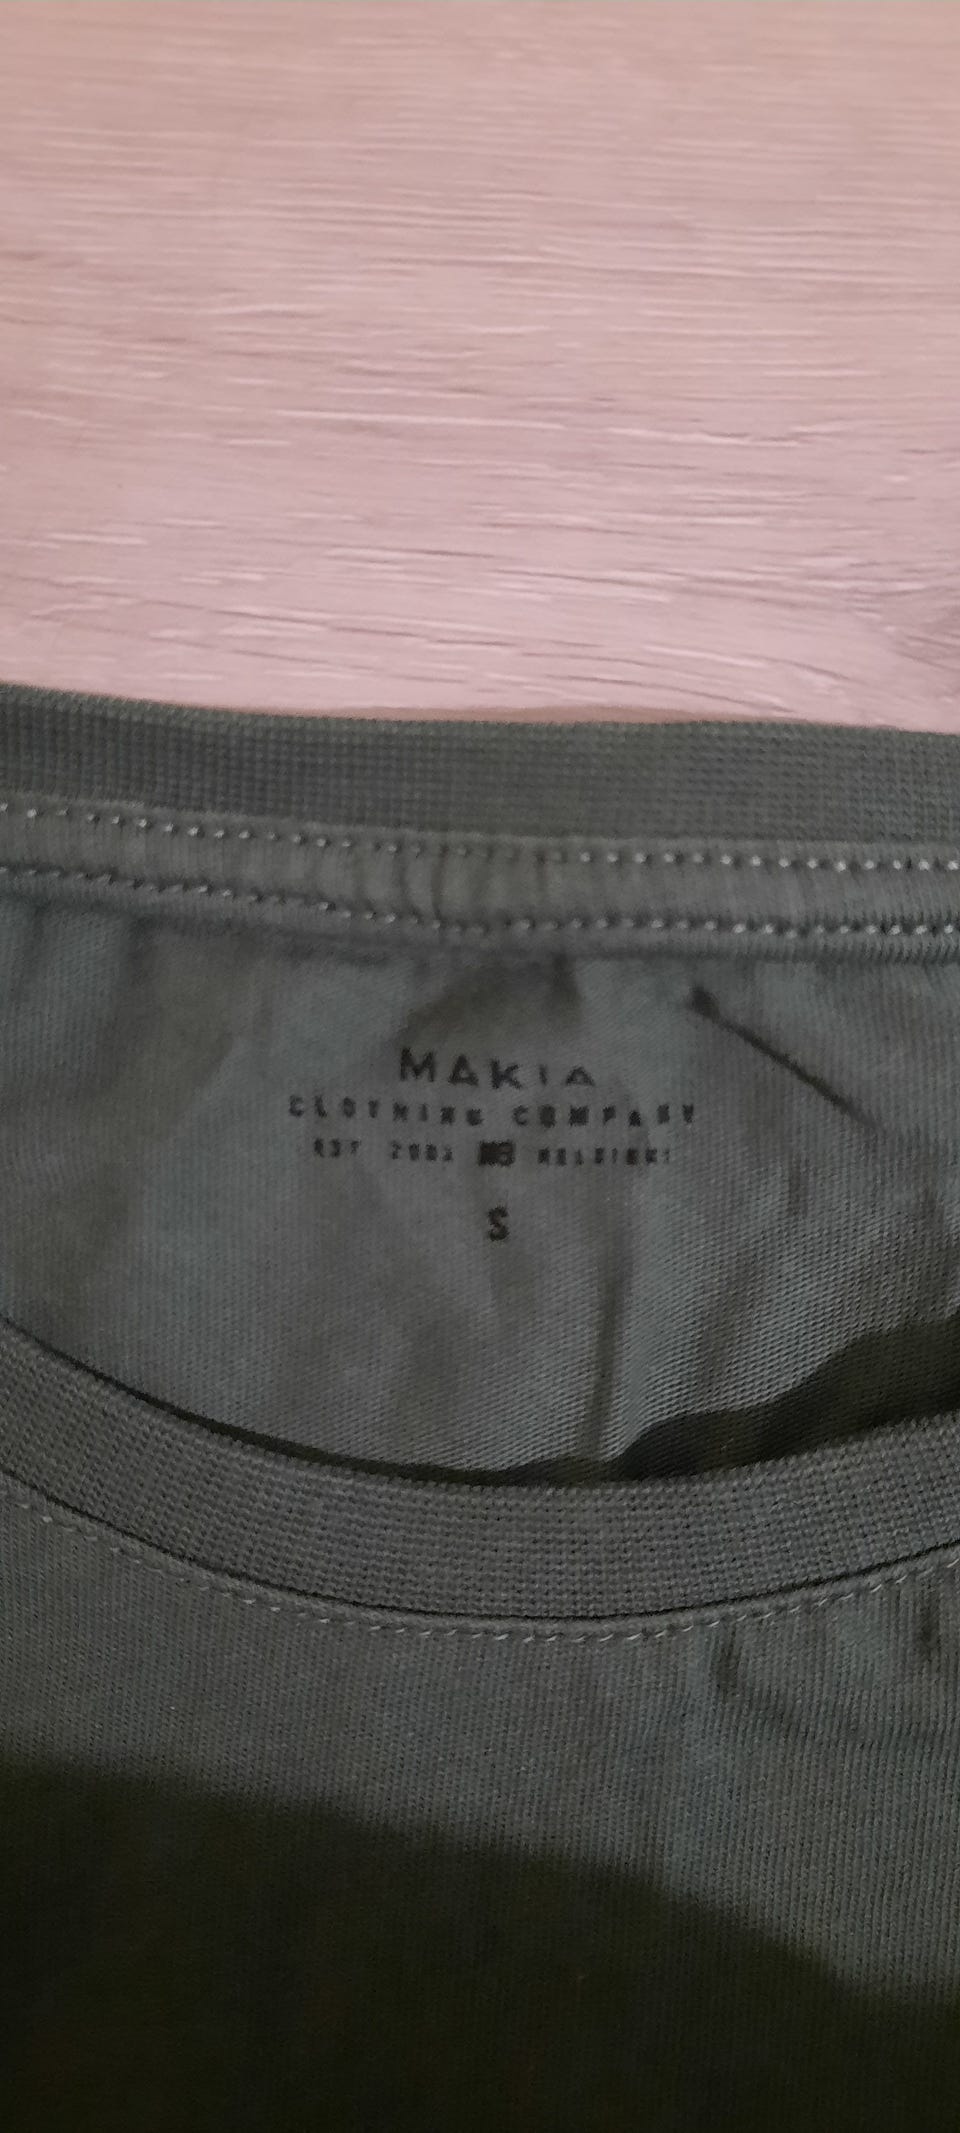 MAKIA
CLOTHING COMPANY
EST 2001 HELSINKI
S